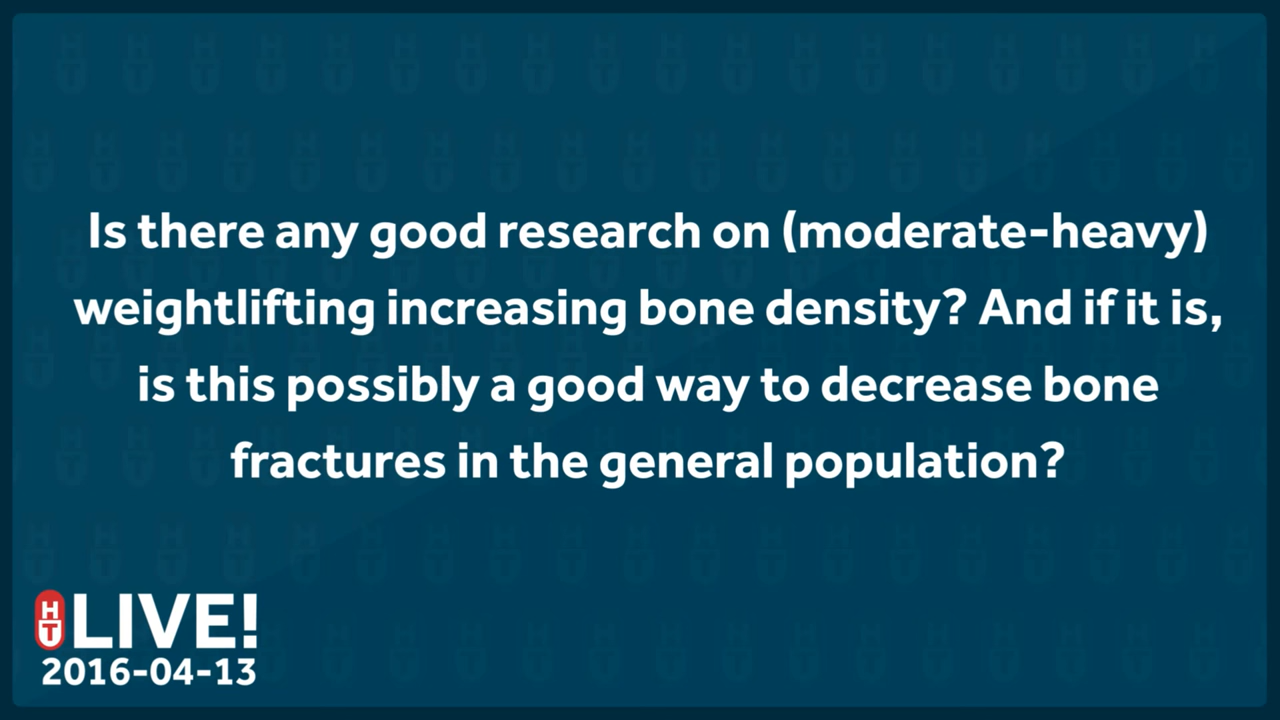 Is there any good research on (moderate-heavy)
weightlifting increasing bone density? And if it is,
is this possibly a good way to decrease bone
fractures in the general population?
HT LIVE!
2016-04-13